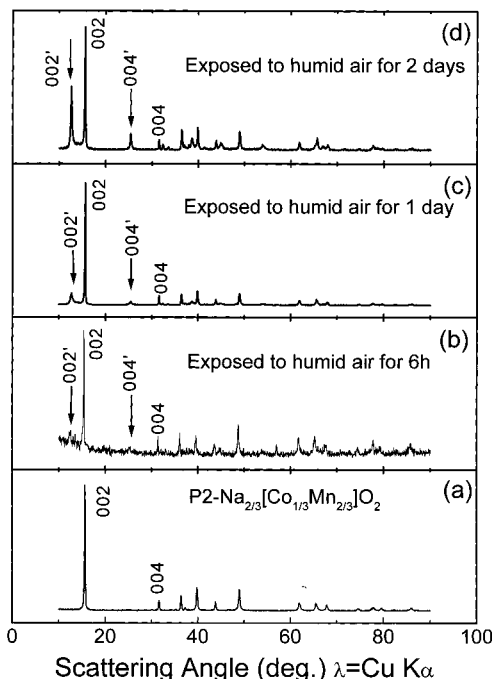 (d)
002'
002
004'
004
Exposed to humid air for 2 days
(c)
002'
002
004'
004
Exposed to humid air for 1 day
(b)
002'
002
004'
004
Exposed to humid air for 6h
(a)
002
004
P2-Na2/3[Co1/3Mn2/3]O2
0 20 40 60 80 100
Scattering Angle (deg.) λ=Cu Kα